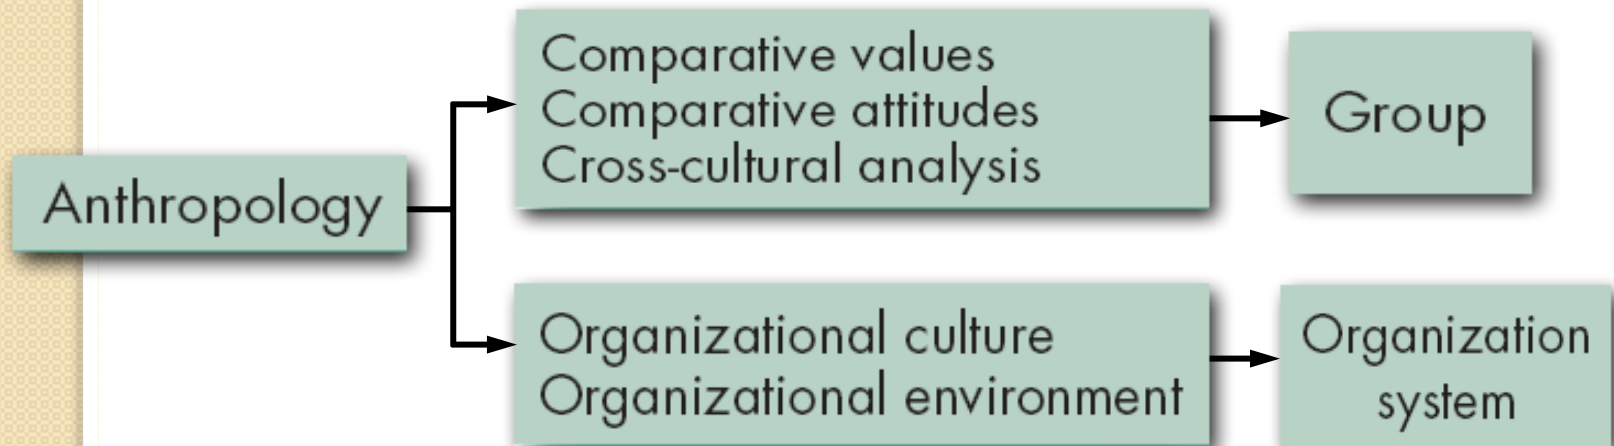 Anthropology
Comparative values
Comparative attitudes
Cross-cultural analysis
Group
Organizational culture
Organizational environment
Organization
system